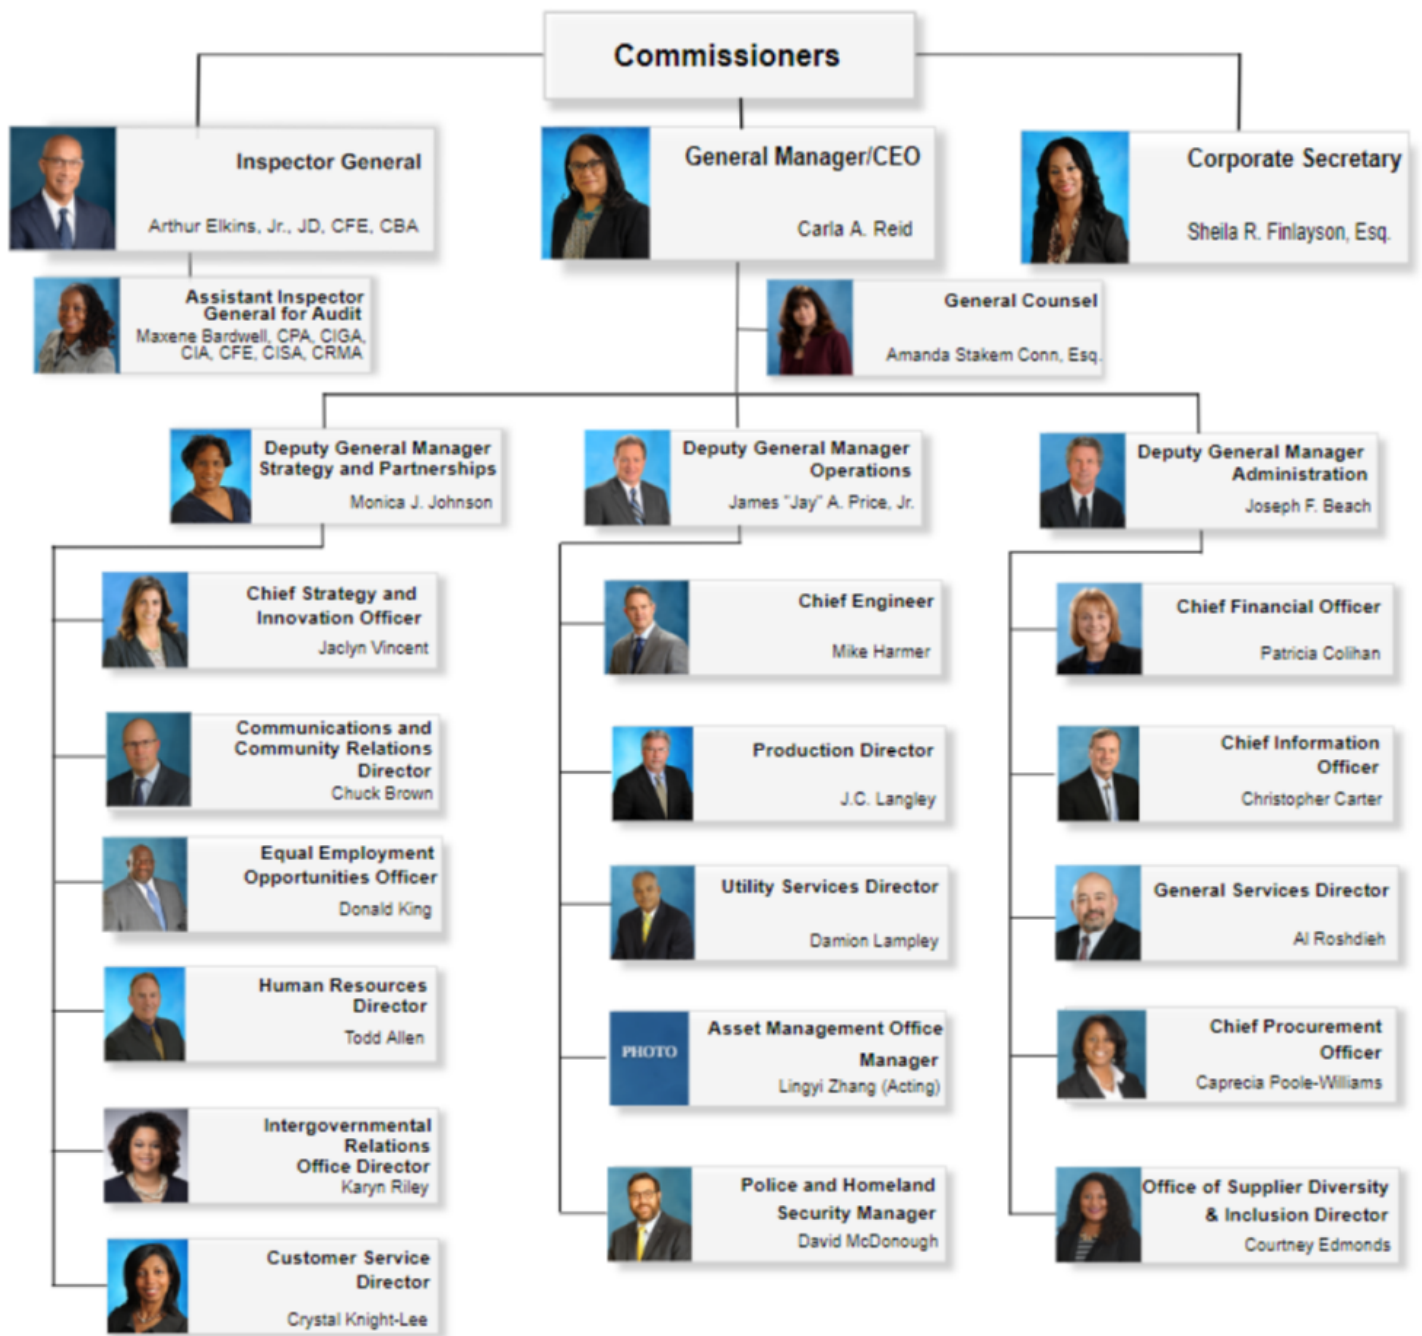 Commissioners
Inspector General
Arthur Elkins, Jr., JD, CFE, CBA
General Manager/CEO
Carla A. Reid
Corporate Secretary
Sheila R. Finlayson, Esq.
Assistant Inspector
General for Audit
Maxene Bardwell, CPA, CIGA,
CIA, CFE, CISA, CRMA
General Counsel
Amanda Stakem Conn, Esq.
Deputy General Manager
Strategy and Partnerships
Monica J. Johnson
Deputy General Manager
Operations
James "Jay" A. Price, Jr.
Deputy General Manager
Administration
Joseph F. Beach
Chief Strategy and
Innovation Officer
Jaclyn Vincent
Communications and
Community Relations
Director
Chuck Brown
Equal Employment
Opportunities Officer
Donald King
Human Resources
Director
Todd Allen
Intergovernmental
Relations
Office Director
Karyn Riley
Customer Service
Director
Crystal Knight-Lee
Chief Engineer
Mike Harmer
Production Director
J.C. Langley
Utility Services Director
Damion Lampley
PHOTO
Asset Management Office
Manager
Lingyi Zhang (Acting)
Police and Homeland
Security Manager
David McDonough
Chief Financial Officer
Patricia Colihan
Chief Information
Officer
Christopher Carter
General Services Director
Al Roshdieh
Chief Procurement
Officer
Caprecia Poole-Williams
Office of Supplier Diversity
& Inclusion Director
Courtney Edmonds